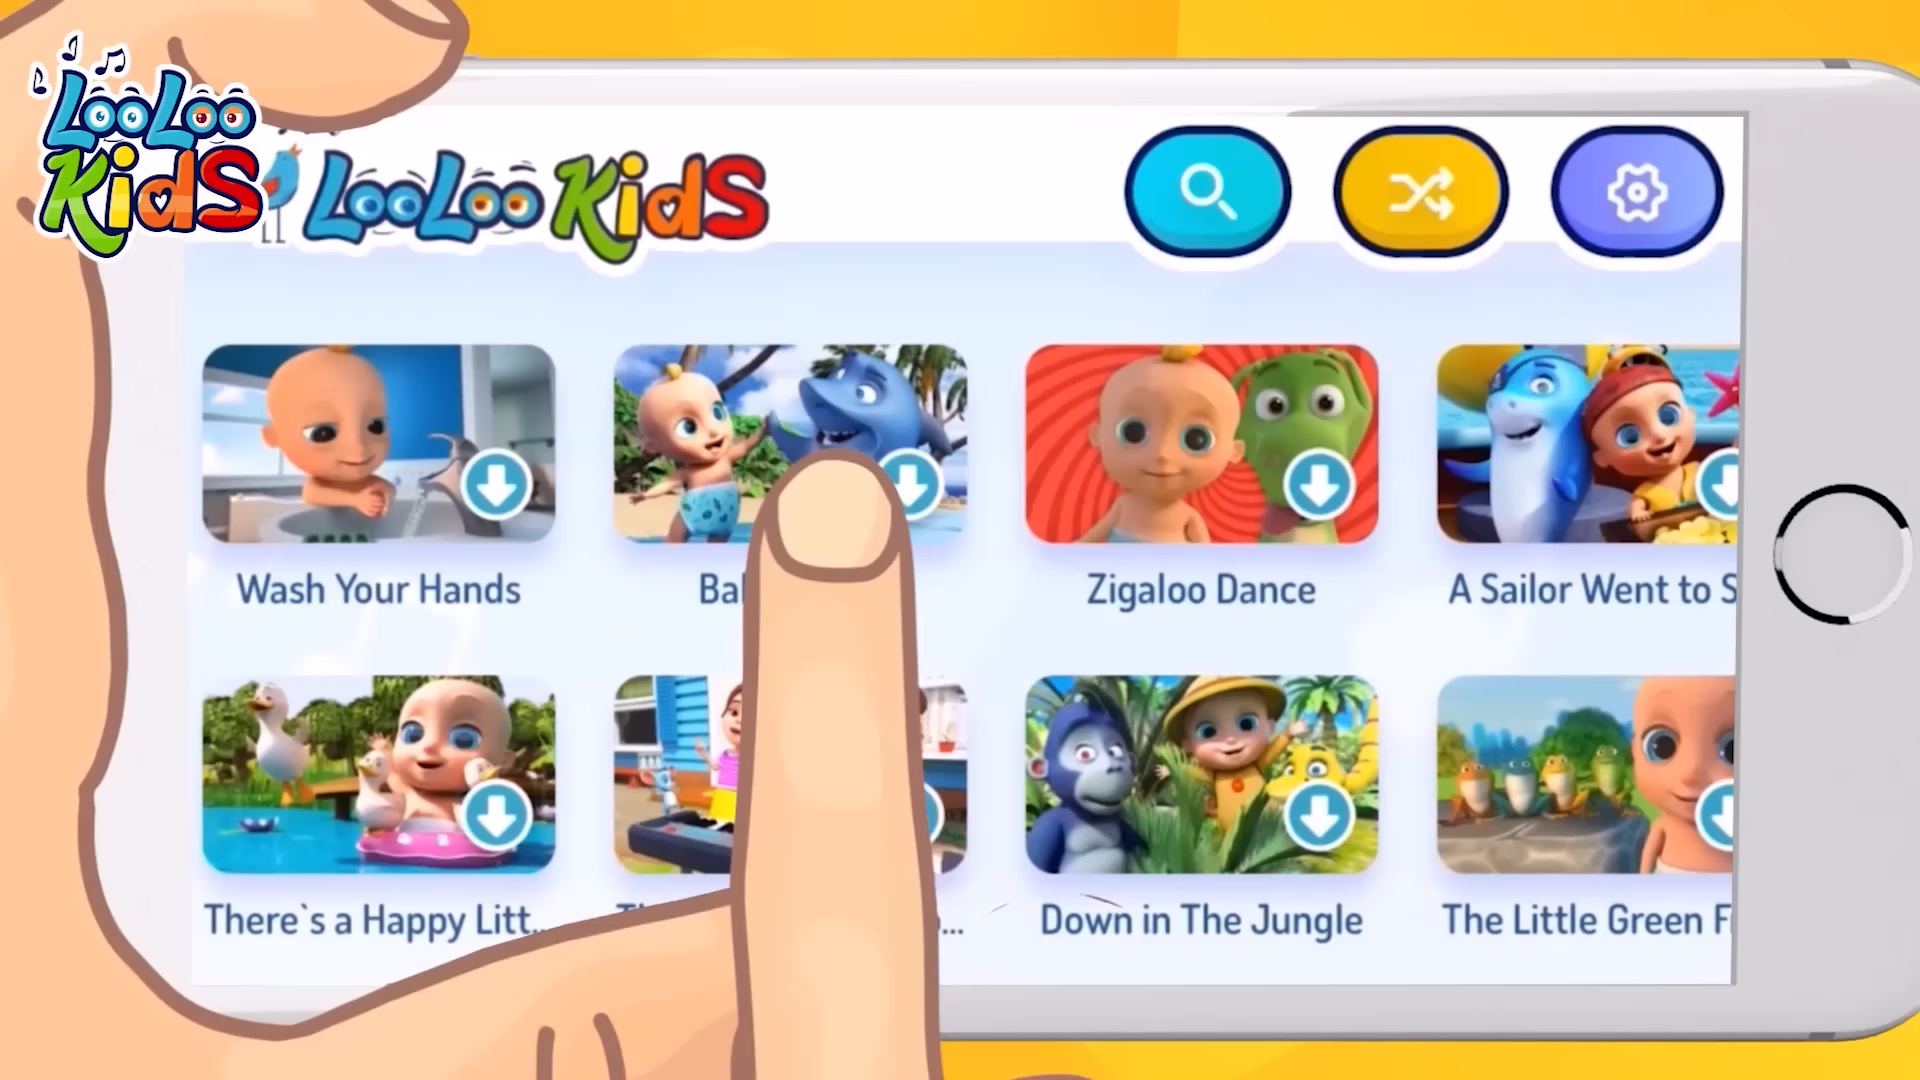 LooLoo
KidS
LooLoo KidS
Wash Your Hands
Zigaloo Dance
A Sailor Went to S
There`s a Happy Litt...
Down in The Jungle
The Little Green F